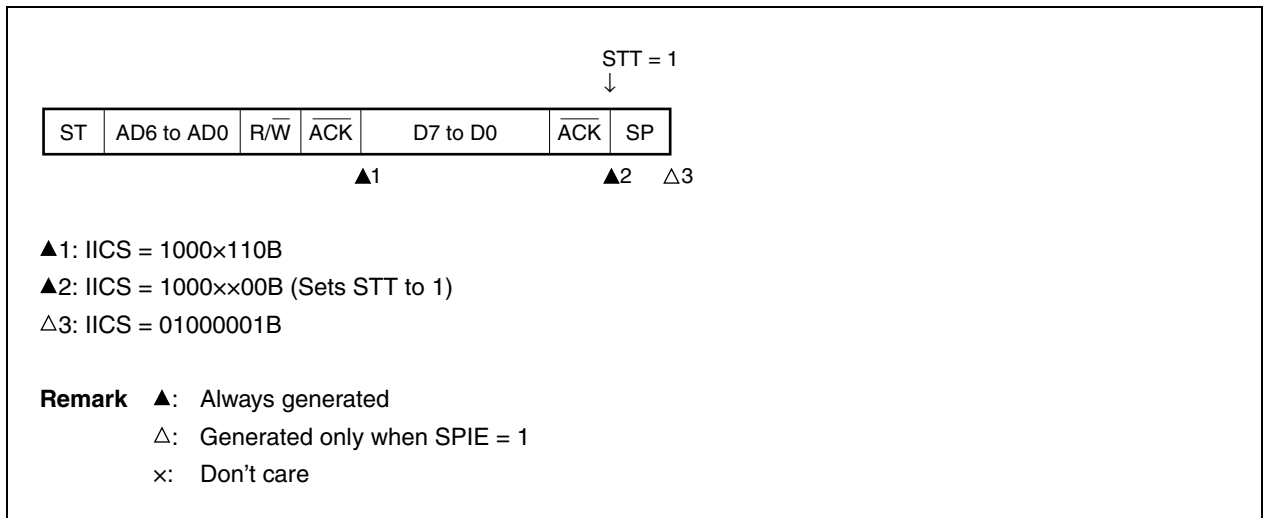 STT = 1
↓
ST AD6 to AD0 R/W̅ A̅C̅K̅ D7 to D0 A̅C̅K̅ SP
▲1 ▲2 △3
▲1: IICS = 1000×110B
▲2: IICS = 1000××00B (Sets STT to 1)
△3: IICS = 01000001B
Remark ▲: Always generated
△: Generated only when SPIE = 1
×: Don't care